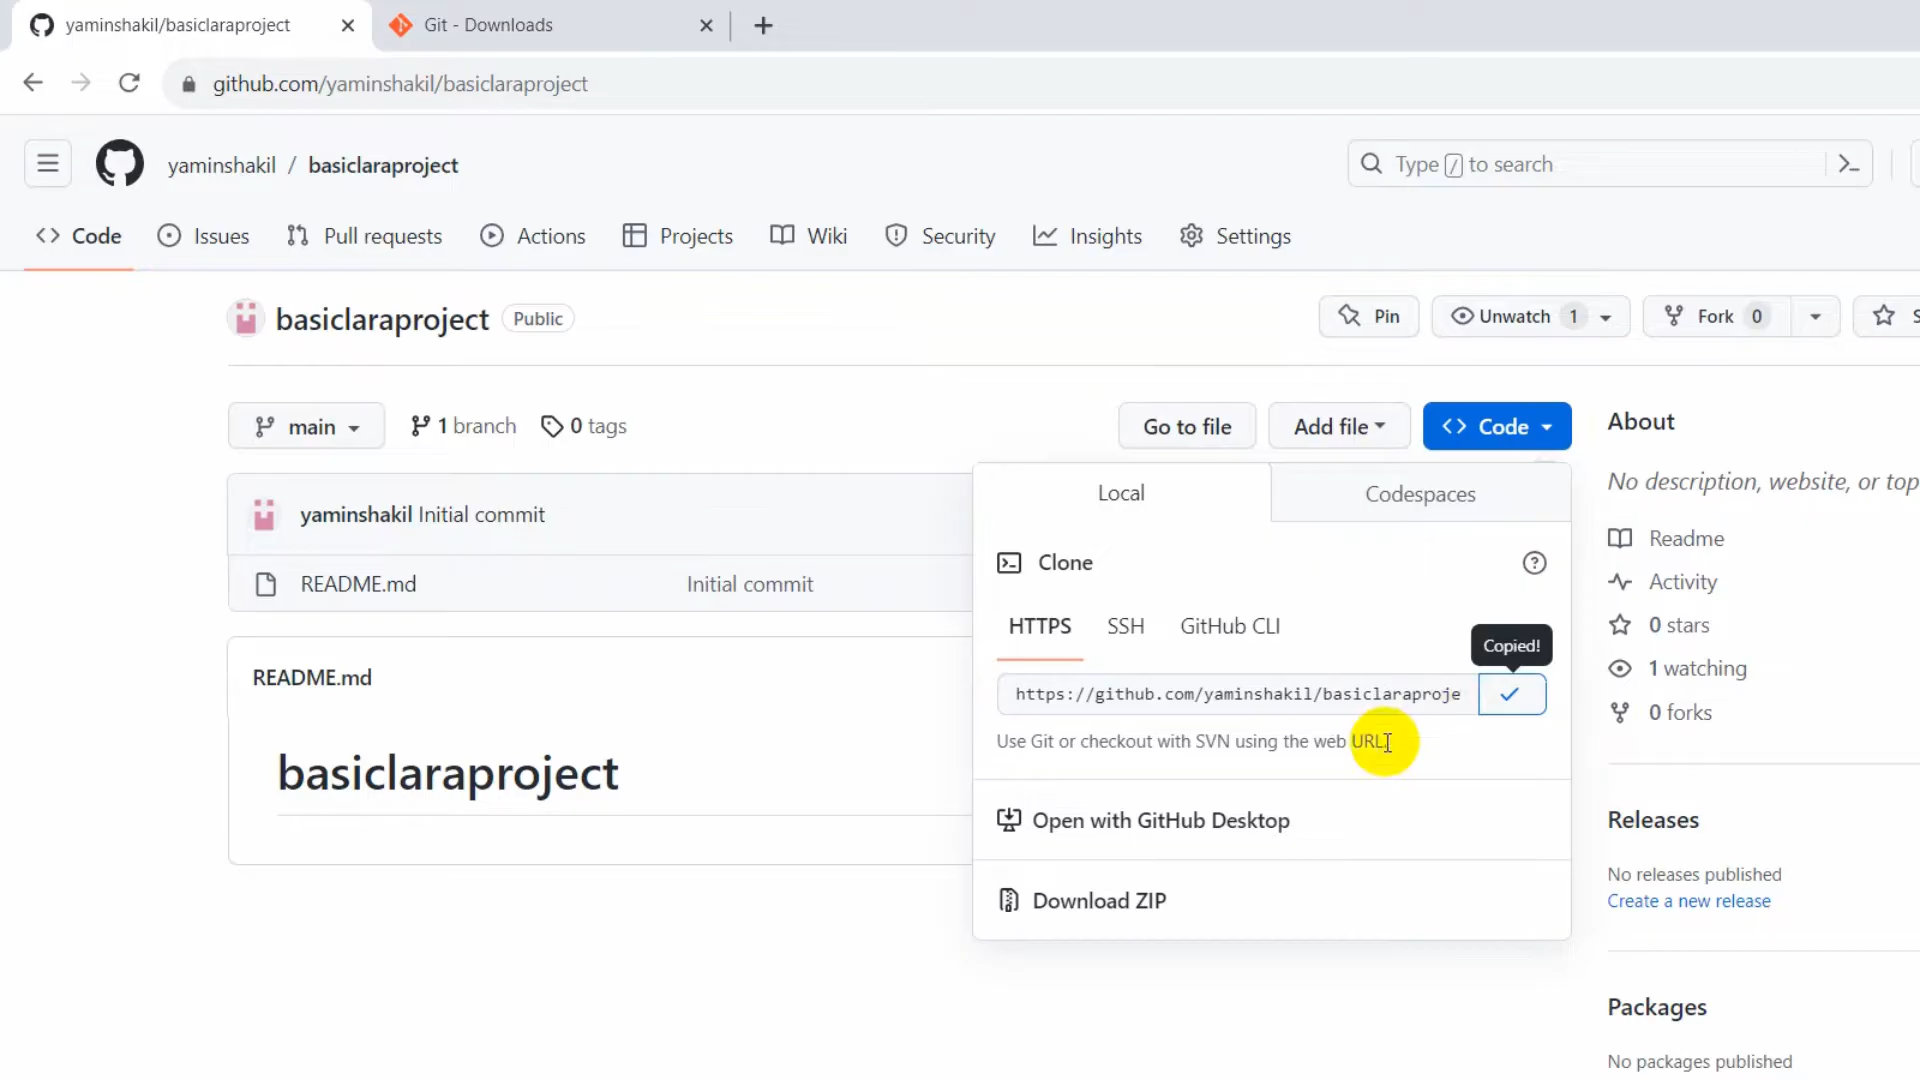 yaminshakil/basiclaraproject
Git - Downloads
github.com/yaminshakil/basiclaraproject
yaminshakil / basiclaraproject
Type / to search
Code Issues Pull requests Actions Projects Wiki Security Insights Settings
basiclaraproject Public
Pin Unwatch 1 Fork 0 S
main 1 branch 0 tags
Go to file Add file Code
About
No description, website, or top
Readme
Activity
0 stars
1 watching
0 forks
Releases
No releases published
Create a new release
Packages
No packages published
yaminshakil Initial commit
README.md Initial commit
README.md
basiclaraproject
Local Codespaces
Clone
HTTPS SSH GitHub CLI
Copied!
https://github.com/yaminshakil/basiclaraproje
Use Git or checkout with SVN using the web URL.
Open with GitHub Desktop
Download ZIP